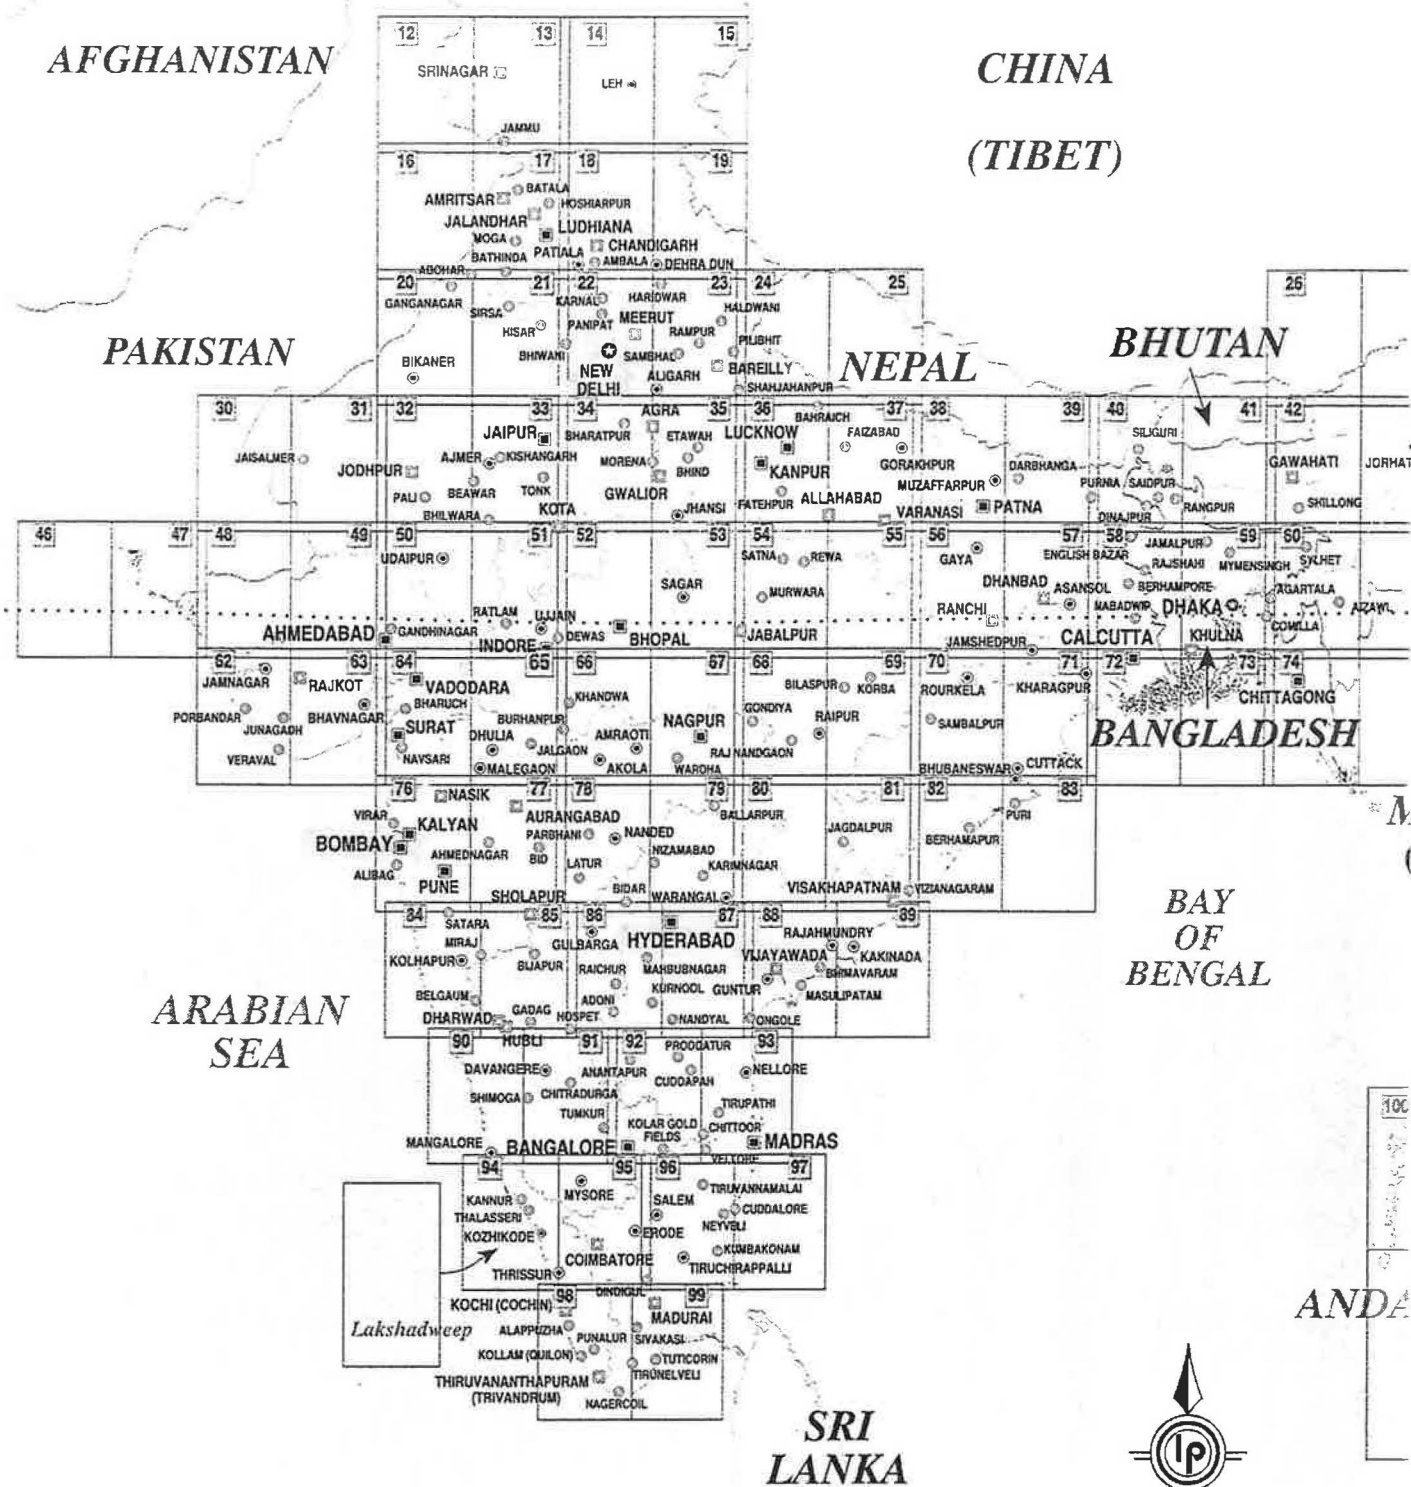 12
13
14
15
AFGHANISTAN
SRINAGAR
LEH
CHINA
(TIBET)
JAMMU
16
17
18
19
BATALA
AMRITSAR
HOSHIARPUR
JALANDHAR
LUDHIANA
MOGA
PATIALA
CHANDIGARH
BATHINDA
AMBALA
DEHRA DUN
ABOHAR
20
21
22
23
24
25
26
GANGANAGAR
SIRSA
KARNAL
HARIDWAR
HALDWANI
HISAR
PANIPAT
MEERUT
RAMPUR
PILIBHIT
PAKISTAN
BIKANER
BHIWANI
SAMBHAL
BAREILLY
NEPAL
BHUTAN
NEW
DELHI
ALIGARH
SHAHJAHANPUR
30
31
32
33
34
35
36
37
38
39
40
41
42
AGRA
BAHRAICH
JAIPUR
BHARATPUR
ETAWAH
LUCKNOW
FAIZABAD
SILIGURI
JAISALMER
JODHPUR
AJMER
KISHANGARH
MORENA
BHIND
KANPUR
GORAKHPUR
DARBHANGA
GAWAHATI
JORHAT
PALI
BEAWAR
TONK
GWALIOR
FATEHPUR
ALLAHABAD
MUZAFFARPUR
PURNIA
SAIDPUR
SHILLONG
BHILWARA
KOTA
JHANSI
VARANASI
PATNA
DINAJPUR
RANGPUR
46
47
48
49
50
51
52
53
54
55
56
57
58
59
60
UDAIPUR
SATNA
REWA
GAYA
ENGLISH BAZAR
JAMALPUR
RAJSHAHI
MYMENSINGH
SYLHET
SAGAR
MURWARA
DHANBAD
ASANSOL
BERHAMPORE
AGARTALA
RATLAM
UJJAIN
RANCHI
MABADWIP
DHAKA
AIZAWL
AHMEDABAD
GANDHINAGAR
DEWAS
BHOPAL
JABALPUR
COMILLA
INDORE
JAMSHEDPUR
CALCUTTA
KHULNA
62
63
64
65
66
67
68
69
70
71
72
73
74
JAMNAGAR
RAJKOT
VADODARA
KHANDWA
BILASPUR
KORBA
ROURKELA
KHARAGPUR
CHITTAGONG
PORBANDAR
JUNAGADH
BHAVNAGAR
BHARUCH
BURHANPUR
GONDIYA
SAMBALPUR
SURAT
DHULIA
JALGAON
AMRAOTI
NAGPUR
RAIPUR
BANGLADESH
VERAVAL
NAVSARI
MALEGAON
AKOLA
WARDHA
RAJ NANDGAON
BHUBANESWAR
CUTTACK
76
77
78
79
80
81
82
83
NASIK
VIRAR
KALYAN
AURANGABAD
PARBHANI
NANDED
BALLARPUR
JAGDALPUR
PURI
BERHAMAPUR
BOMBAY
AHMEDNAGAR
BID
NIZAMABAD
ALIBAG
PUNE
LATUR
KARIMNAGAR
SHOLAPUR
BIDAR
WARANGAL
VISAKHAPATNAM
VIZIANAGARAM
84
85
86
87
88
89
SATARA
MIRAJ
GULBARGA
HYDERABAD
RAJAHMUNDRY
BAY
OF
BENGAL
KOLHAPUR
BIJAPUR
RAICHUR
MAHBUBNAGAR
VIJAYAWADA
KAKINADA
BHIMAVARAM
BELGAUM
ADONI
KURNOOL
GUNTUR
MASULIPATAM
ARABIAN
SEA
DHARWAD
GADAG
HOSPET
NANDYAL
ONGOLE
HUBLI
90
91
92
93
DAVANGERE
ANANTAPUR
PRODDATUR
NELLORE
SHIMOGA
CHITRADURGA
CUDDAPAH
TUMKUR
TIRUPATHI
KOLAR GOLD
FIELDS
CHITTOOR
MANGALORE
BANGALORE
MADRAS
VELLORE
94
95
96
97
KANNUR
MYSORE
SALEM
TIRUVANNAMALAI
THALASSERI
CUDDALORE
NEYVELI
KOZHIKODE
ERODE
COIMBATORE
KUMBAKONAM
THRISSUR
TIRUCHIRAPPALLI
98
99
DINDIGUL
KOCHI (COCHIN)
MADURAI
Lakshadweep
ALAPPUZHA
PUNALUR
SIVAKASI
KOLLAM (QUILON)
TUTICORIN
TIRUNELVELI
THIRUVANANTHAPURAM
(TRIVANDRUM)
NAGERCOIL
SRI
LANKA
100
ANDA
lp